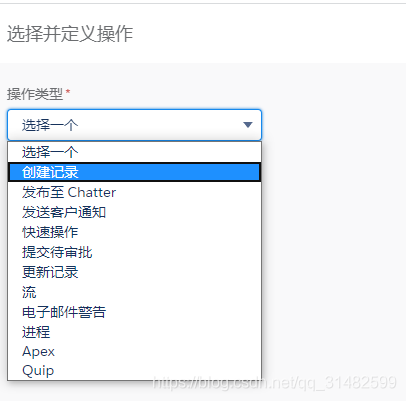 选择并定义操作
操作类型*
选择一个
选择一个
创建记录
发布至 Chatter
发送客户通知
快速操作
提交待审批
更新记录
流
电子邮件警告
进程
Apex
Quip
https://blog.csdn.net/qq_31482599